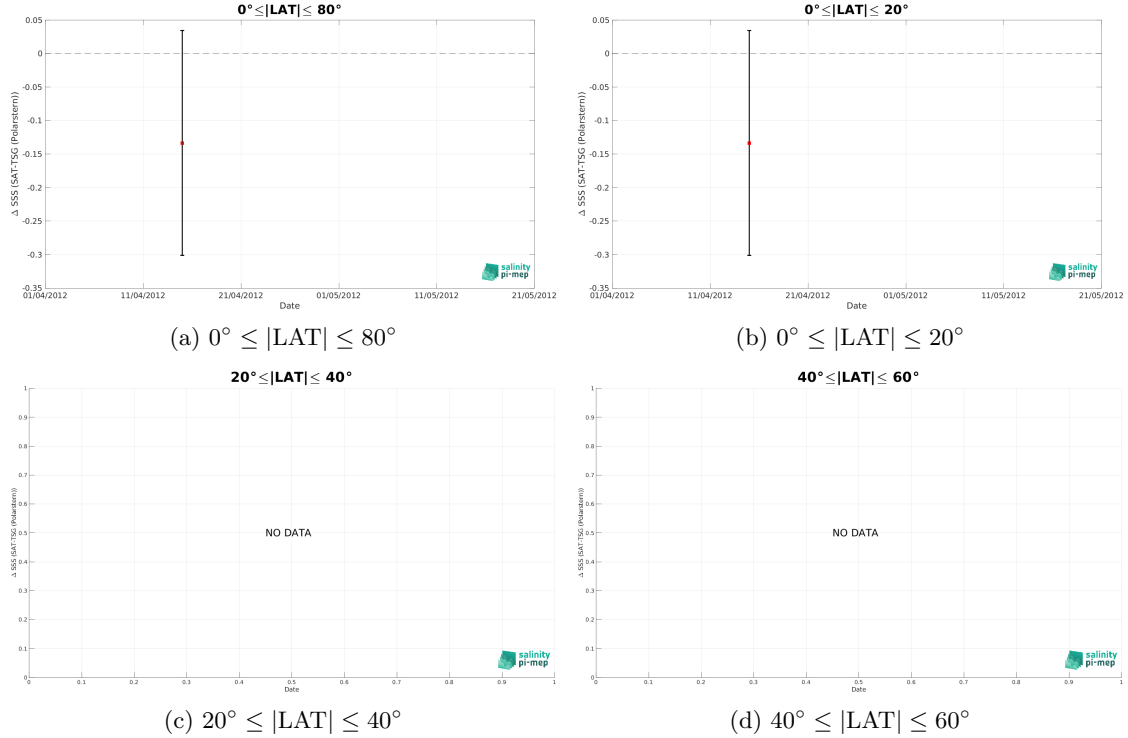 0°≤|LAT|≤ 80°
0.05
0
-0.05
-0.1
-0.15
-0.2
-0.25
-0.3
-0.35
Δ SSS (SAT-TSG (Polarstern))
01/04/2012 11/04/2012 21/04/2012 01/05/2012 11/05/2012 21/05/2012
Date
salinity
pi-mep
(a) 0° ≤ |LAT| ≤ 80°
0°≤|LAT|≤ 20°
0.05
0
-0.05
-0.1
-0.15
-0.2
-0.25
-0.3
-0.35
Δ SSS (SAT-TSG (Polarstern))
01/04/2012 11/04/2012 21/04/2012 01/05/2012 11/05/2012 21/05/2012
Date
salinity
pi-mep
(b) 0° ≤ |LAT| ≤ 20°
20°≤|LAT|≤ 40°
1
0.9
0.8
0.7
0.6
0.5
0.4
0.3
0.2
0.1
0
Δ SSS (SAT-TSG (Polarstern))
NO DATA
0 0.1 0.2 0.3 0.4 0.5 0.6 0.7 0.8 0.9 1
Date
salinity
pi-mep
(c) 20° ≤ |LAT| ≤ 40°
40°≤|LAT|≤ 60°
1
0.9
0.8
0.7
0.6
0.5
0.4
0.3
0.2
0.1
0
Δ SSS (SAT-TSG (Polarstern))
NO DATA
0 0.1 0.2 0.3 0.4 0.5 0.6 0.7 0.8 0.9 1
Date
salinity
pi-mep
(d) 40° ≤ |LAT| ≤ 60°